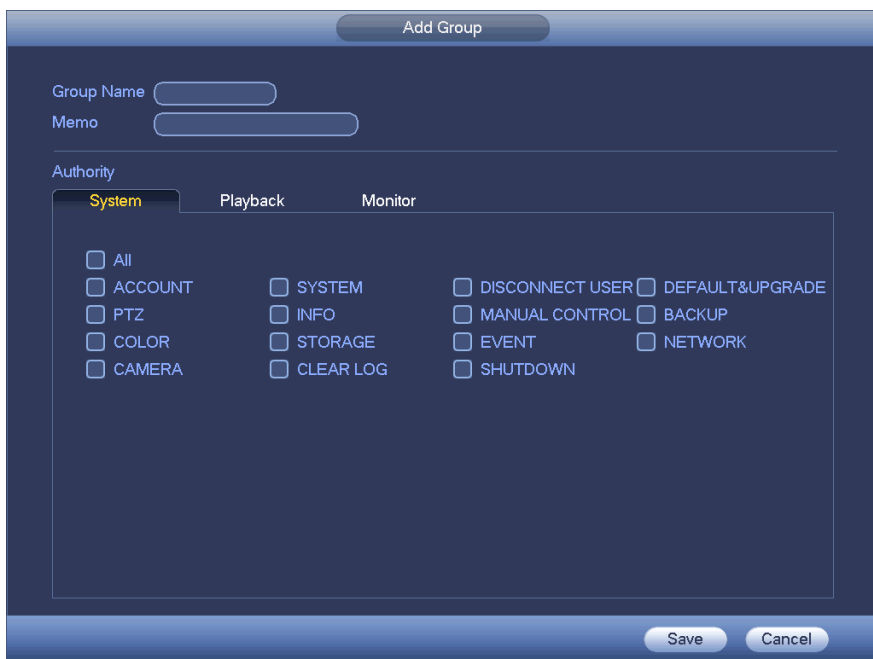 Add Group
Group Name
Memo
Authority
System Playback Monitor
All
ACCOUNT SYSTEM DISCONNECT USER DEFAULT&UPGRADE
PTZ INFO MANUAL CONTROL BACKUP
COLOR STORAGE EVENT NETWORK
CAMERA CLEAR LOG SHUTDOWN
Save Cancel